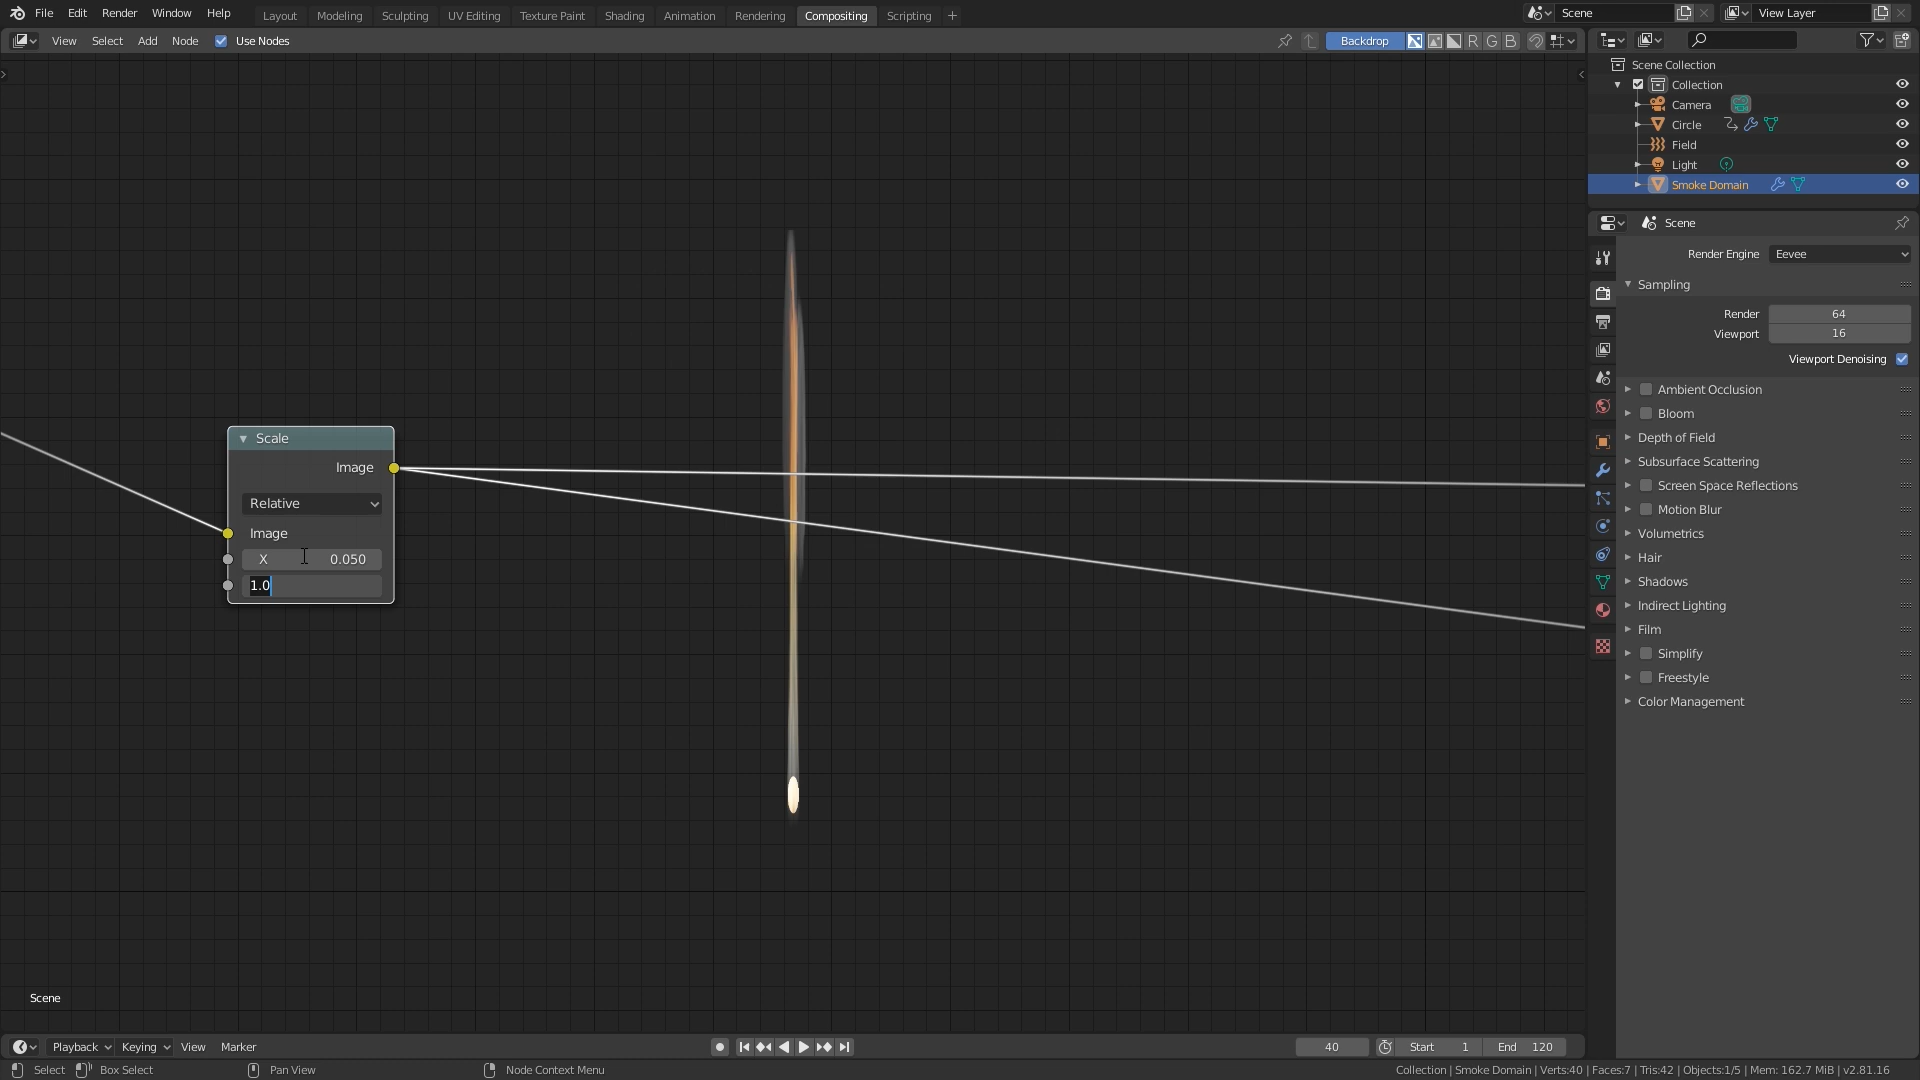 File Edit Render Window Help Layout Modeling Sculpting UV Editing Texture Paint Shading Animation Rendering Compositing Scripting + Scene View Layer
View Select Add Node Use Nodes Backdrop R G B
Scene Collection
Collection
Camera
Circle
Field
Light
Smoke Domain
Scene
Render Engine Eevee
Sampling
Render 64
Viewport 16
Viewport Denoising
Ambient Occlusion
Bloom
Depth of Field
Subsurface Scattering
Screen Space Reflections
Motion Blur
Volumetrics
Hair
Shadows
Indirect Lighting
Film
Simplify
Freestyle
Color Management
Scale
Image
Relative
Image
X 0.050
1.0
Scene
Playback Keying View Marker 40 Start 1 End 120
Select Box Select Pan View Node Context Menu Collection | Smoke Domain | Verts:40 | Faces:7 | Tris:42 | Objects:1/5 | Mem: 162.7 MiB | v2.81.16